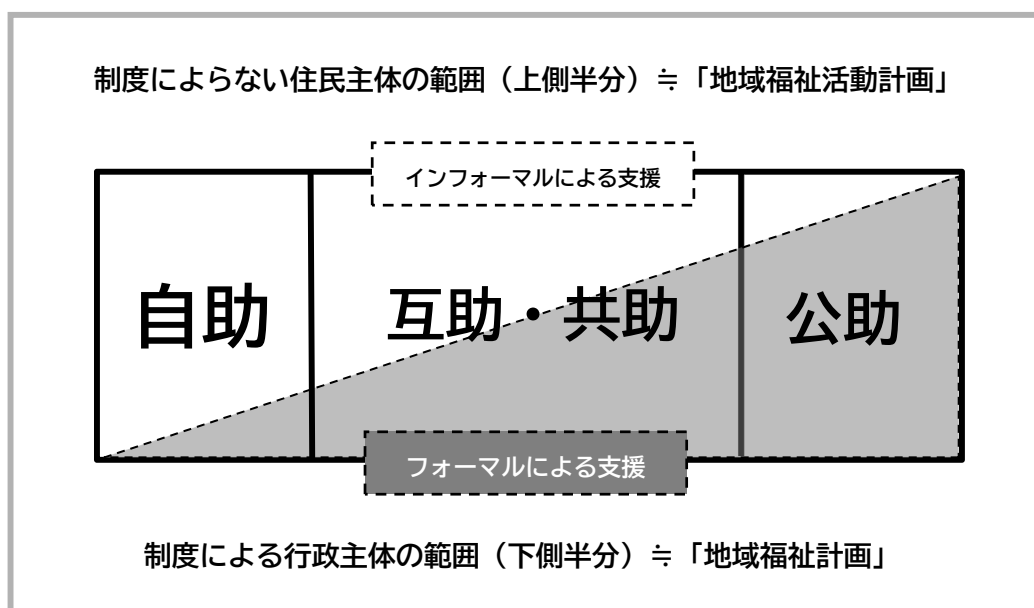 制度によらない住民主体の範囲（上側半分）≒「地域福祉活動計画」
インフォーマルによる支援
自助
互助・共助
公助
フォーマルによる支援
制度による行政主体の範囲（下側半分）≒「地域福祉計画」